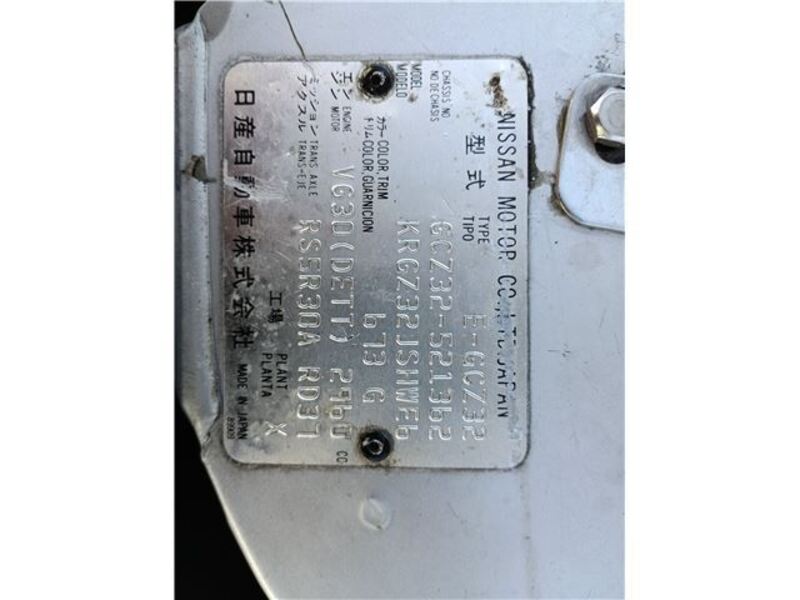 NISSAN MOTOR CO., LTD. JAPAN
型式 TYPE TIPO E-GCZ32
CHASSIS NO. NO DE CHASIS GCZ32-521362
MODEL MODELO KRGZ32JSHWE6
カラー COLOR, TRIM トリム COLOR, GUARNICION 673 G
エンジン ENGINE MOTOR VG30(DETT) 2960 CC
ミッション TRANS. アクスル TRANS-EJE AXLE RS5R30A RD31
工場 PLANT PLANTA X
日産自動車株式会社 MADE IN JAPAN
89909